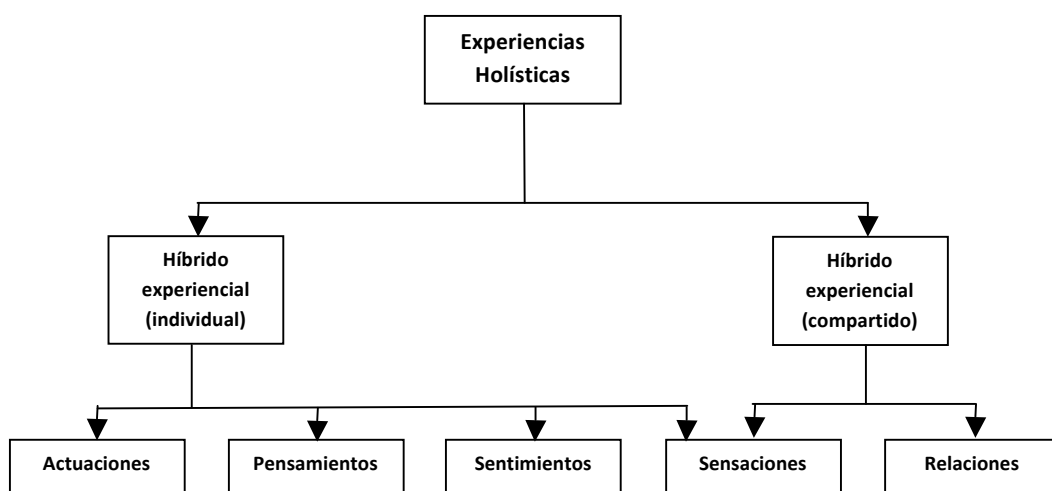 Experiencias
Holísticas
Híbrido
experiencial
(individual)
Híbrido
experiencial
(compartido)
Actuaciones
Pensamientos
Sentimientos
Sensaciones
Relaciones